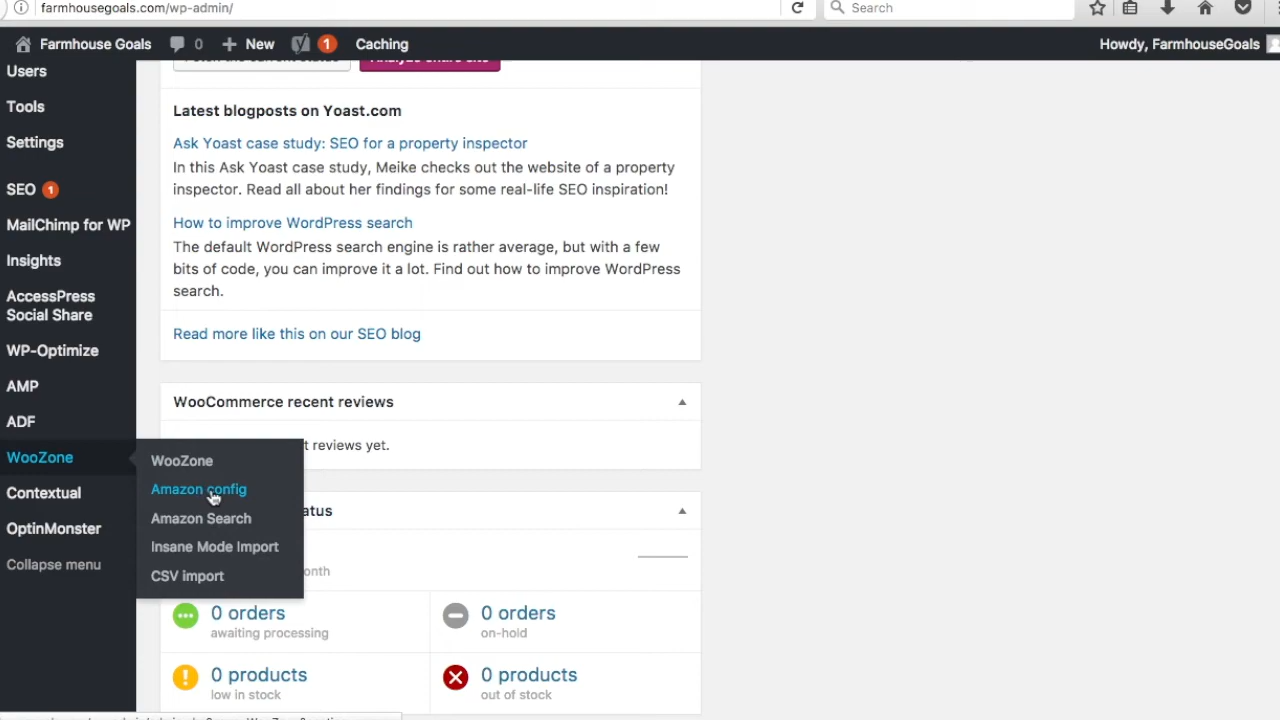 farmhousegoals.com/wp-admin/
Search
Farmhouse Goals 0 New 1 Caching Howdy, FarmhouseGoals
Users
Tools
Settings
SEO 1
MailChimp for WP
Insights
AccessPress
Social Share
WP-Optimize
AMP
ADF
WooZone
Contextual
OptinMonster
Collapse menu
WooZone
Amazon config
Amazon Search
Insane Mode Import
CSV import
Latest blogposts on Yoast.com
Ask Yoast case study: SEO for a property inspector
In this Ask Yoast case study, Meike checks out the website of a property
inspector. Read all about her findings for some real-life SEO inspiration!
How to improve WordPress search
The default WordPress search engine is rather average, but with a few
bits of code, you can improve it a lot. Find out how to improve WordPress
search.
Read more like this on our SEO blog
WooCommerce recent reviews
reviews yet.
0 orders
awaiting processing
0 orders
on-hold
0 products
low in stock
0 products
out of stock